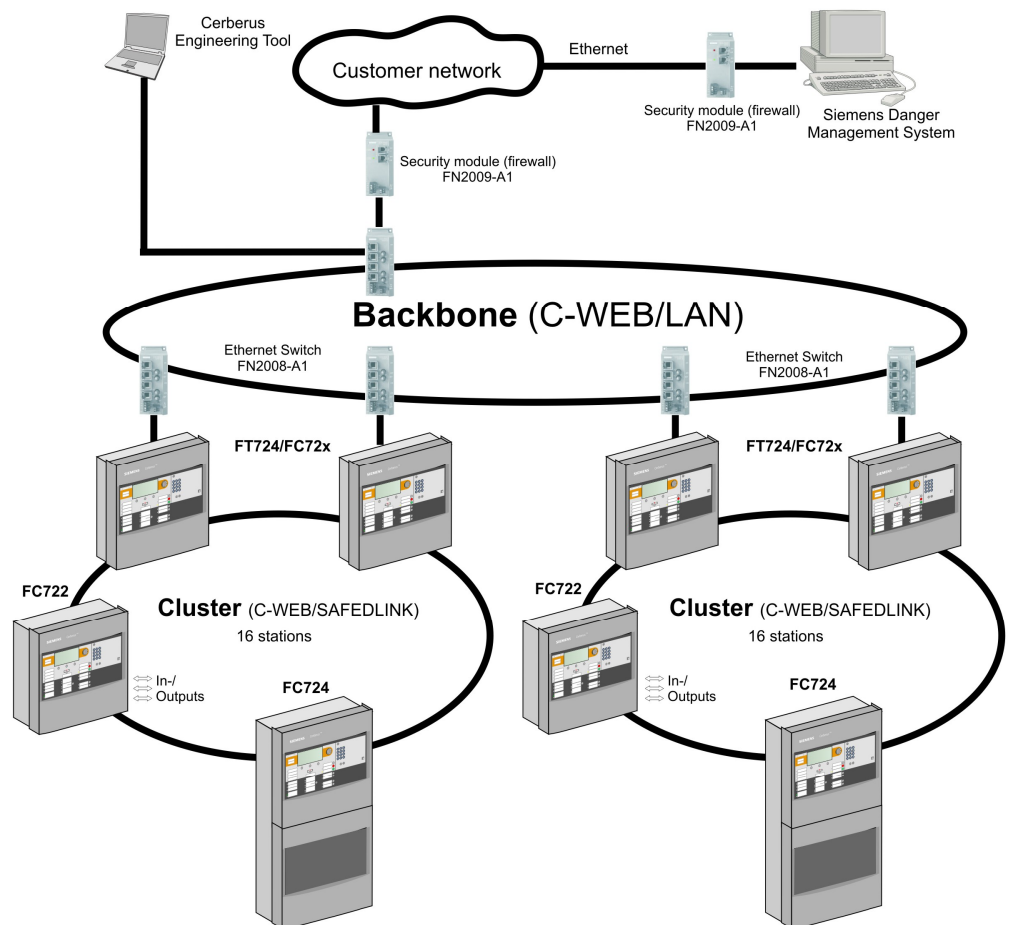 Cerberus
Engineering Tool
Customer network
Ethernet
Security module (firewall)
FN2009-A1
Siemens Danger
Management System
Security module (firewall)
FN2009-A1
Backbone (C-WEB/LAN)
Ethernet Switch
FN2008-A1
Ethernet Switch
FN2008-A1
FT724/FC72x
FT724/FC72x
FC722
Cluster (C-WEB/SAFEDLINK)
16 stations
In-/
Outputs
FC724
FC722
Cluster (C-WEB/SAFEDLINK)
16 stations
In-/
Outputs
FC724